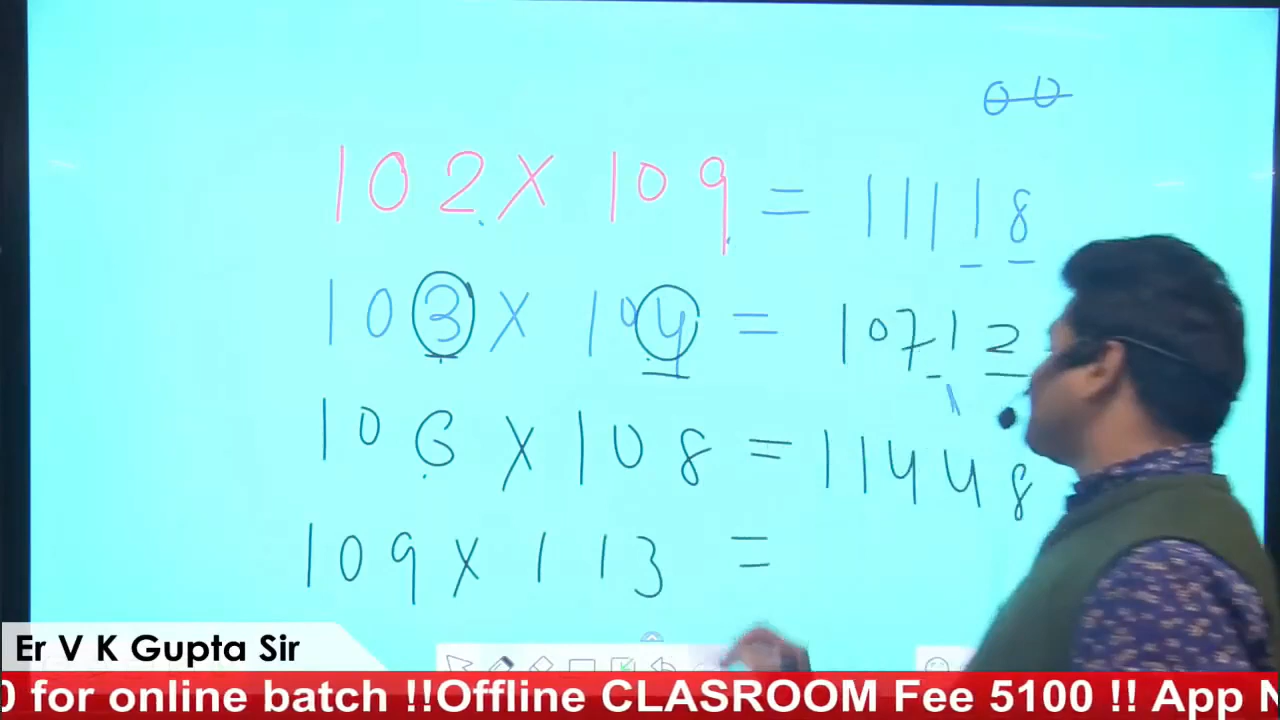 00
102 × 109 = 11118
103 × 104 = 10712
106 × 108 = 11448
109 × 113 =
Er V K Gupta Sir
0 for online batch !!Offline CLASROOM Fee 5100 !! App N